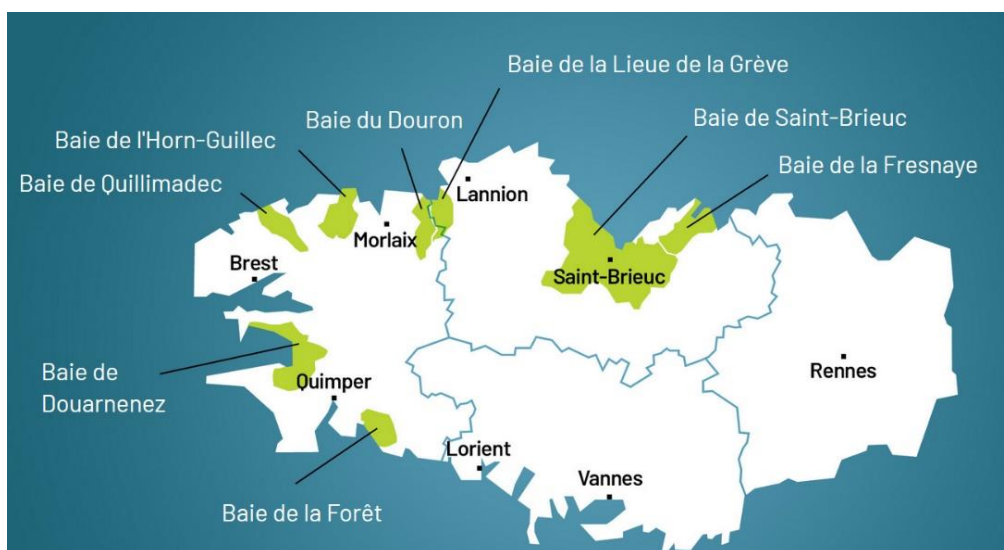 Baie de la Lieue de la Grève
Baie du Douron
Baie de Saint-Brieuc
Baie de l'Horn-Guillec
Baie de la Fresnaye
Baie de Quillimadec
Lannion
Morlaix
Brest
Saint-Brieuc
Baie de
Douarnenez
Quimper
Rennes
Lorient
Vannes
Baie de la Forêt